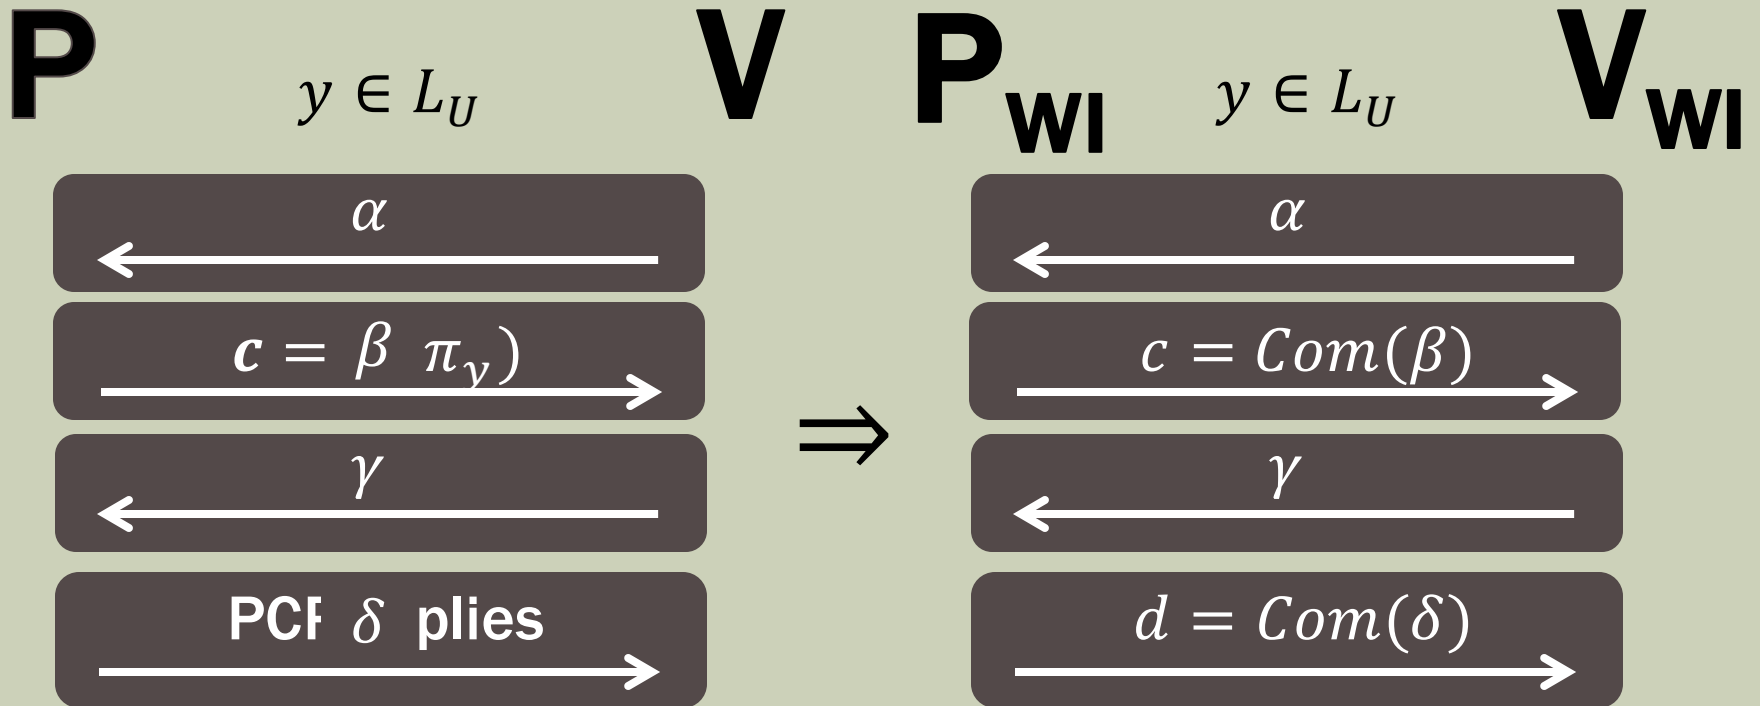 P V P_WI V_WI
y ∈ L_U y ∈ L_U
α α
c = β π_y) c = Com(β)
⇒
γ γ
δ plies d = Com(δ)